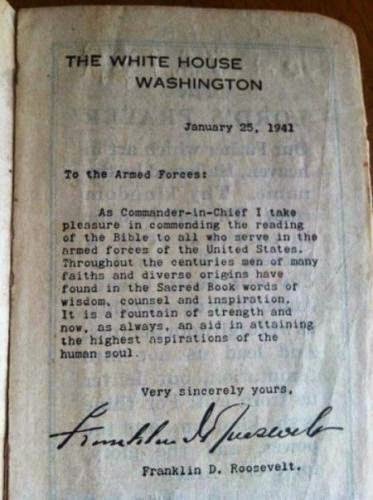 THE WHITE HOUSE
WASHINGTON
January 25, 1941
To the Armed Forces:
As Commander-in-Chief I take
pleasure in commending the reading
of the Bible to all who serve in the
armed forces of the United States.
Throughout the centuries men of many
faiths and diverse origins have
found in the Sacred Book words of
wisdom, counsel and inspiration.
It is a fountain of strength and
now, as always, an aid in attaining
the highest aspirations of the
human soul.
Very sincerely yours,
Franklin D Roosevelt
Franklin D. Roosevelt.